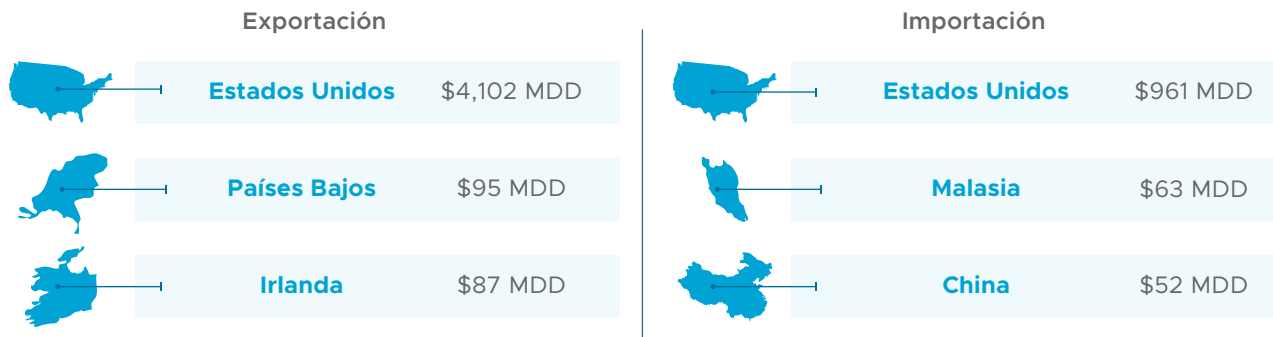 Exportación
Estados Unidos $4,102 MDD
Países Bajos $95 MDD
Irlanda $87 MDD
Importación
Estados Unidos $961 MDD
Malasia $63 MDD
China $52 MDD